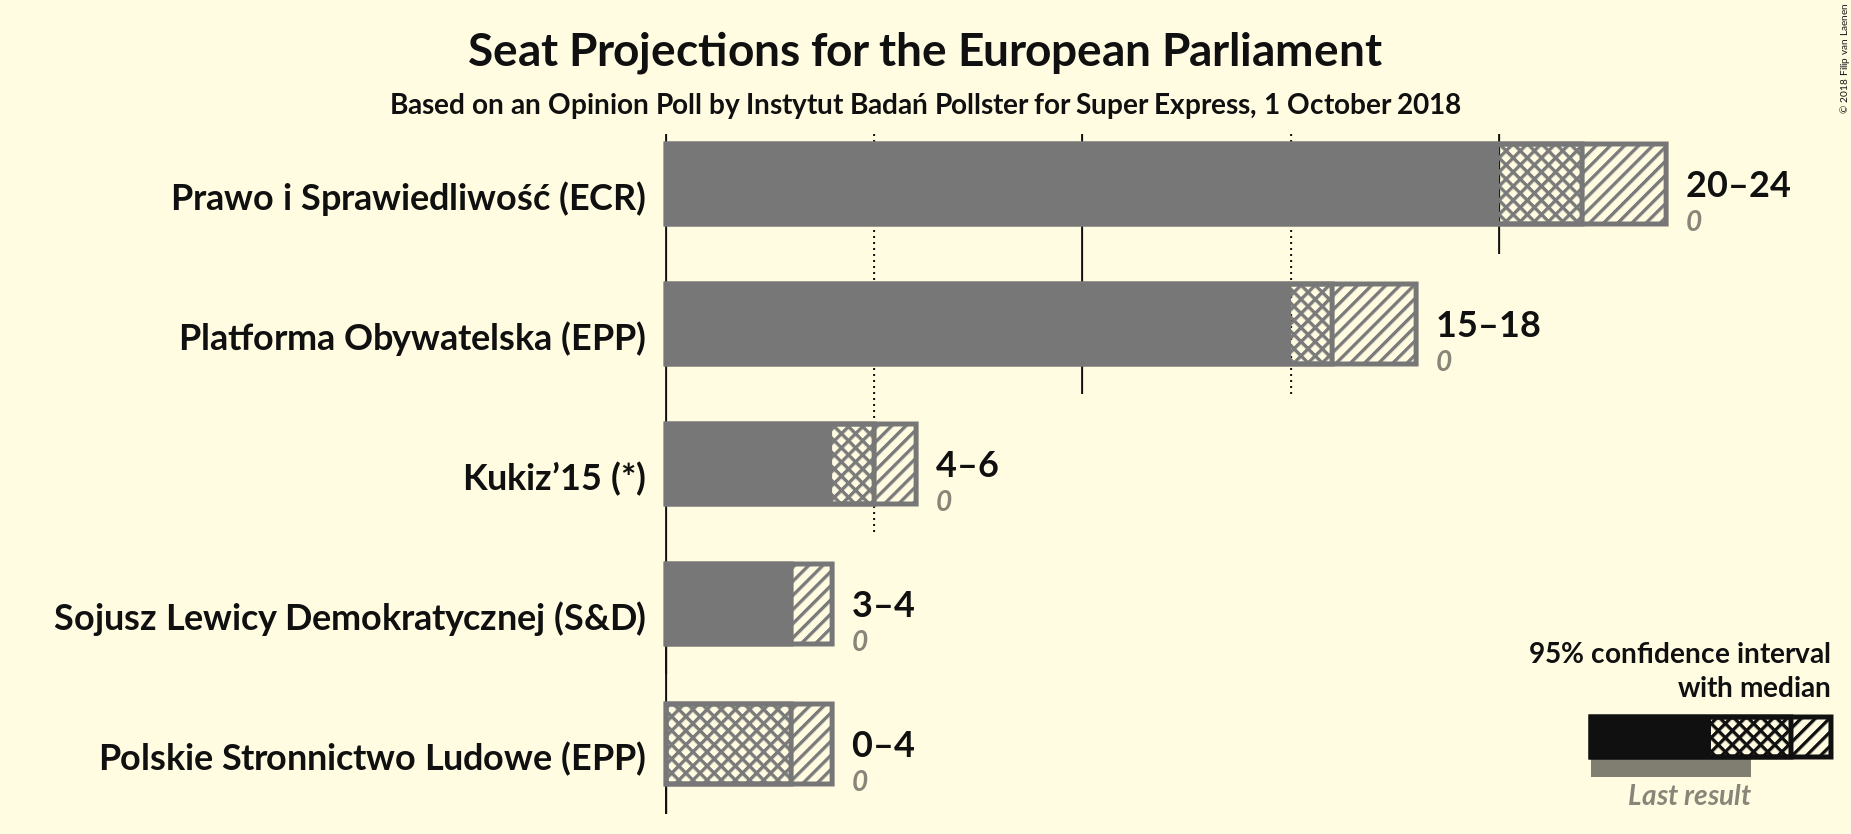 Seat Projections for the European Parliament
Based on an Opinion Poll by Instytut Badań Pollster for Super Express, 1 October 2018
© 2018 Filip van Laenen
Prawo i Sprawiedliwość (ECR)
20–24
0
Platforma Obywatelska (EPP)
15–18
0
Kukiz’15 (*)
4–6
0
Sojusz Lewicy Demokratycznej (S&D)
3–4
0
Polskie Stronnictwo Ludowe (EPP)
0–4
0
95% confidence interval
with median
Last result